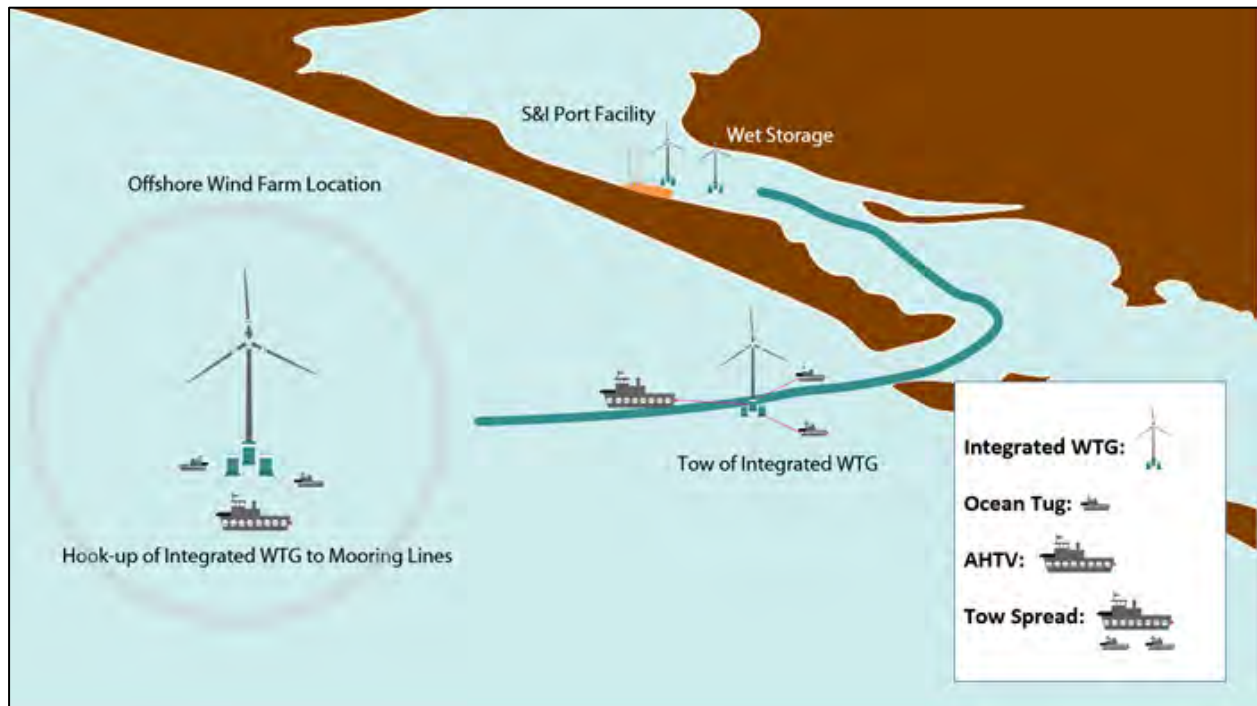 S&I Port Facility
Wet Storage
Offshore Wind Farm Location
Tow of Integrated WTG
Hook-up of Integrated WTG to Mooring Lines
Integrated WTG:
Ocean Tug:
AHTV:
Tow Spread: